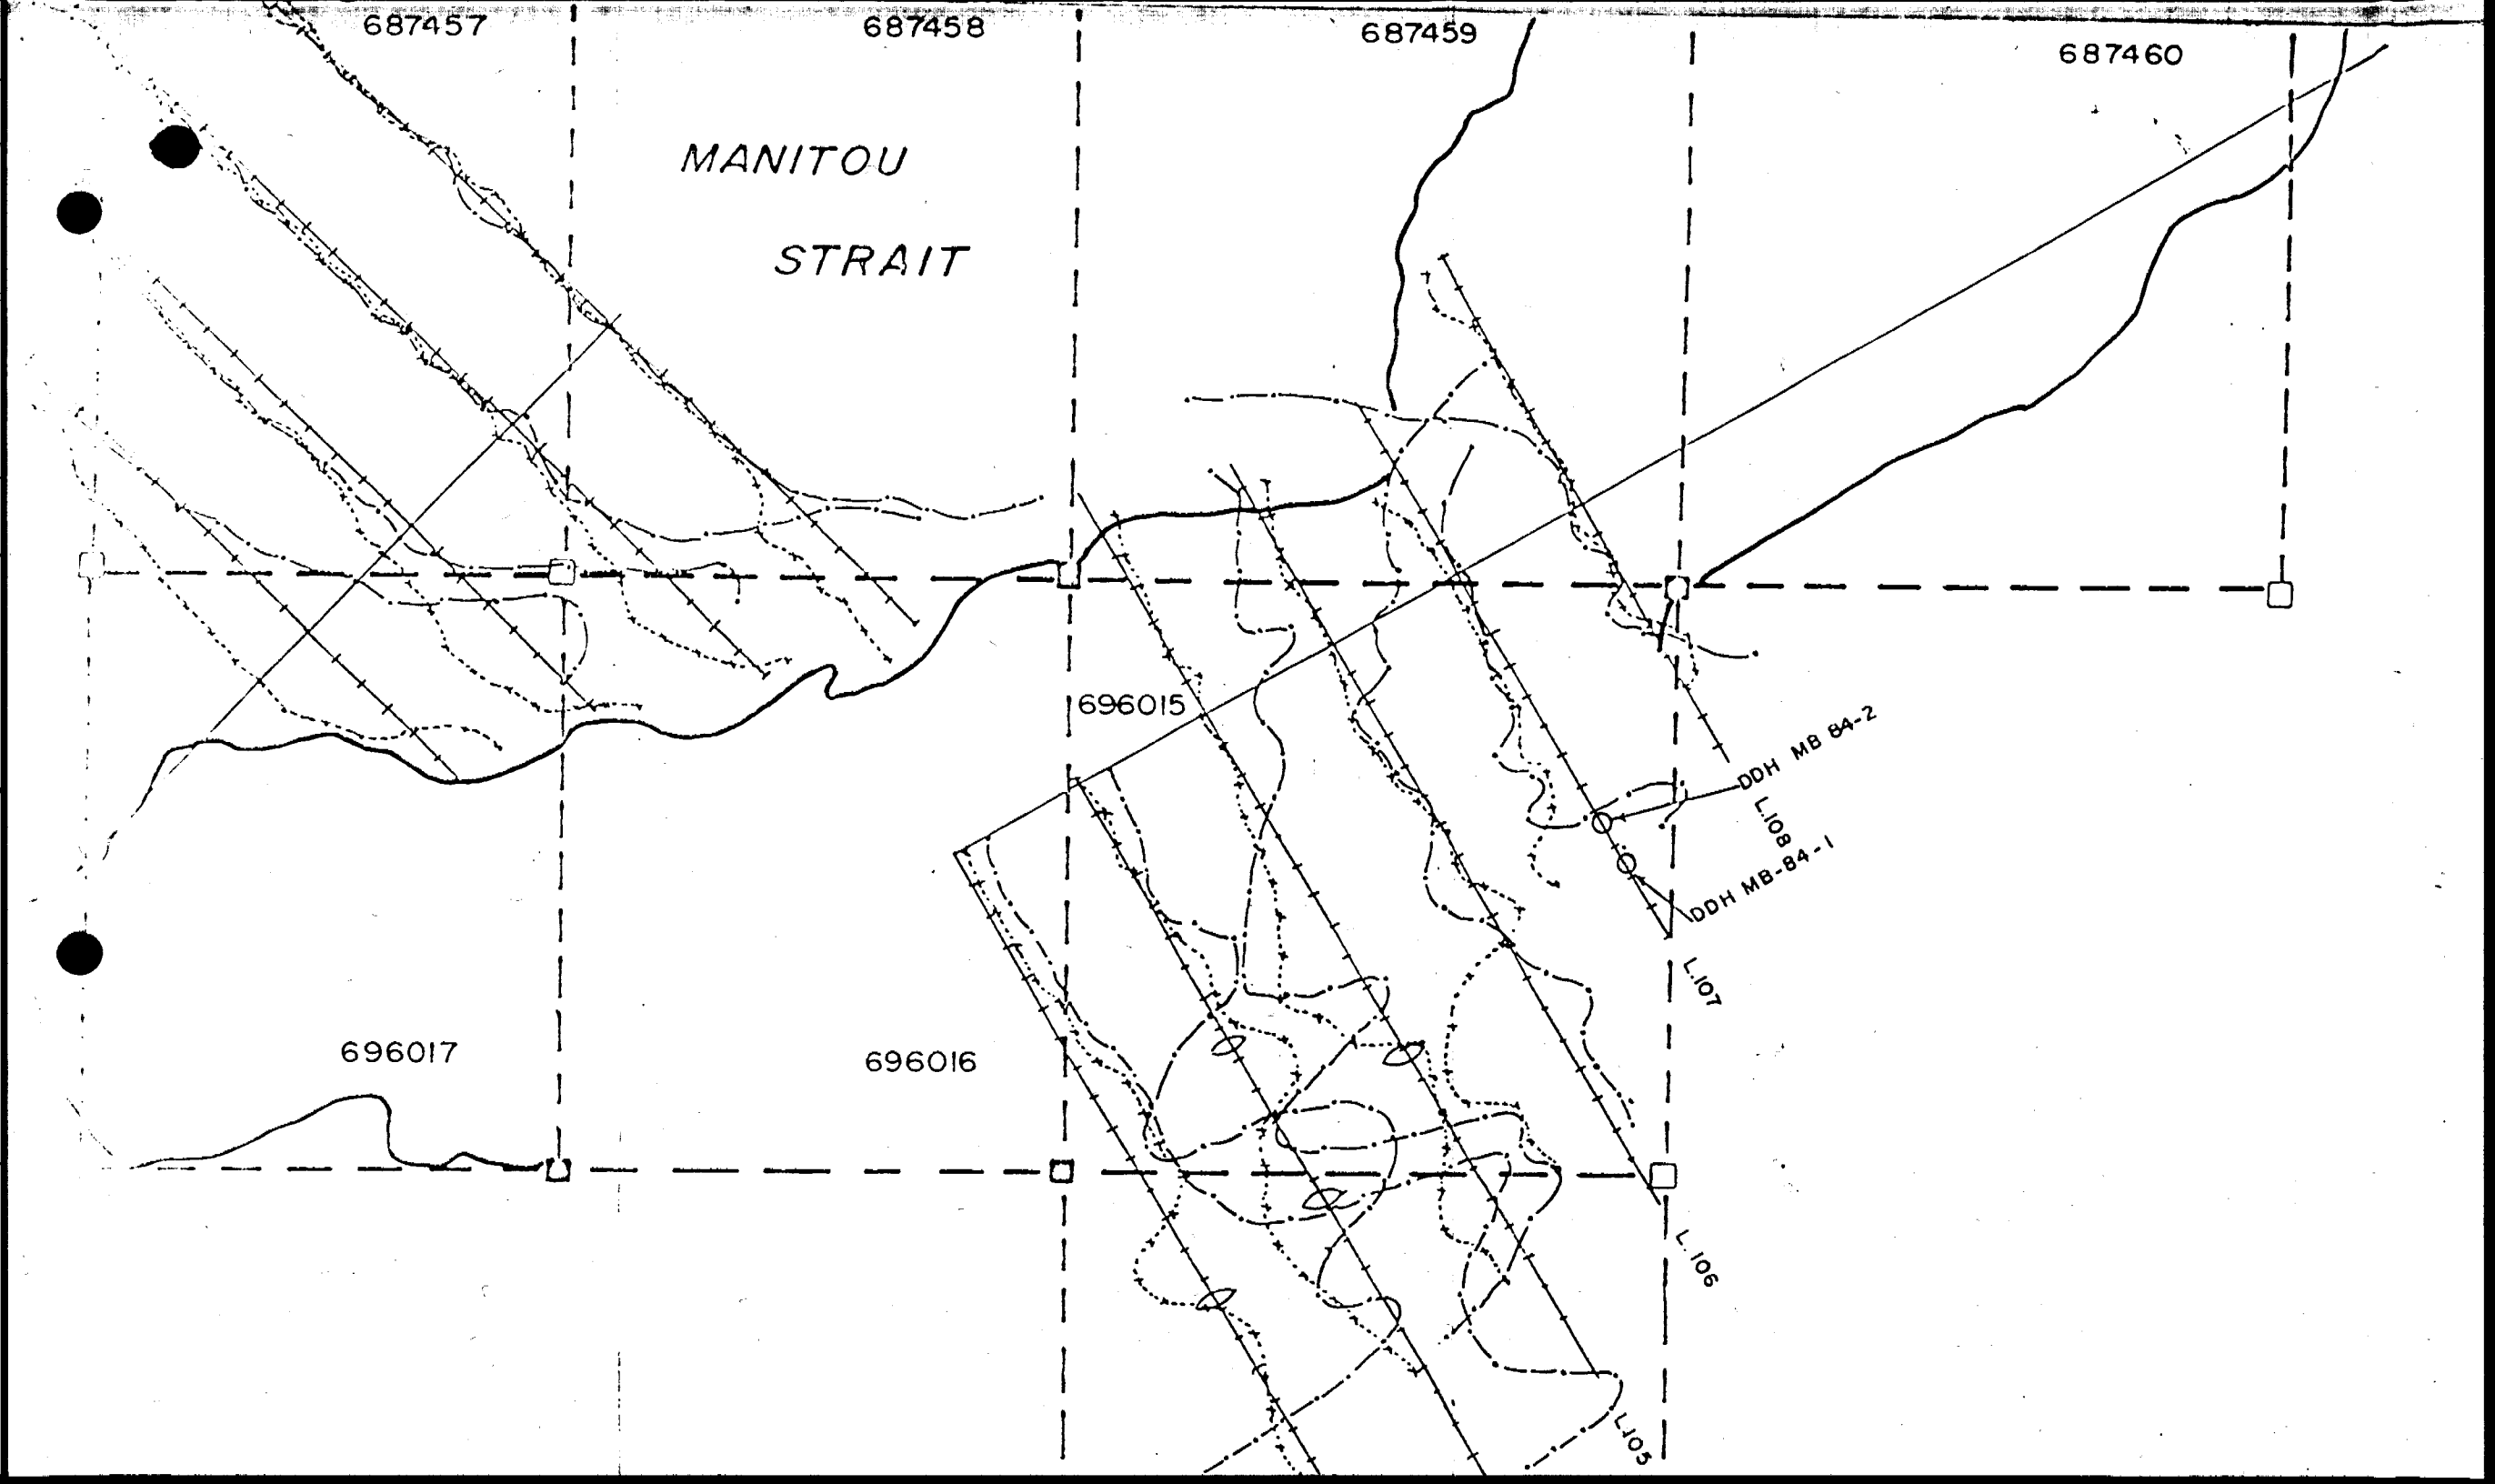 687457
687458
687459
687460
MANITOU
STRAIT
696015
DDH MB 84-2
L.108
DDH MB-84-1
L.107
696017
696016
L.106
L.105